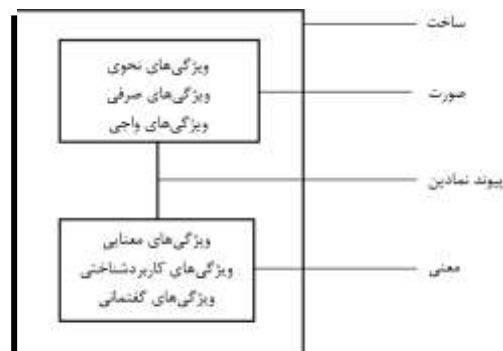 ساخت
ویژگی‌های نحوی
ویژگی‌های صرفی
ویژگی‌های واجی
صورت
پیوند نمادین
ویژگی‌های معنایی
ویژگی‌های کاربردشناختی
ویژگی‌های گفتمانی
معنی